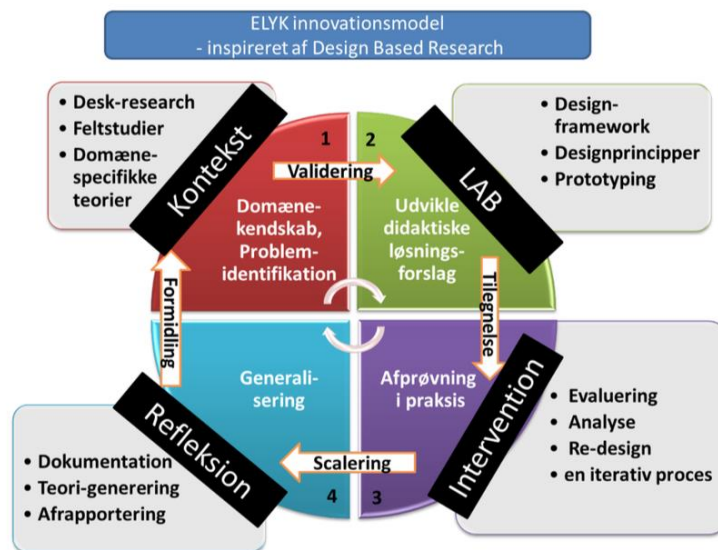 ELYK innovationsmodel
- inspireret af Design Based Research
• Desk-research
• Feltstudier
• Domæne-
specifikke
teorier
Kontekst
1
2
Validering
Domæne-
kendskab,
Problem-
identifikation
Udvikle
didaktiske
løsnings-
forslag
LAB
• Design-
framework
• Designprincipper
• Prototyping
Formidling
Tilegnelse
Generali-
sering
Afprøvning
i praksis
Refleksion
Scalering
4
3
Intervention
• Evaluering
• Analyse
• Re-design
• en iterativ proces
• Dokumentation
• Teori-generering
• Afrapportering